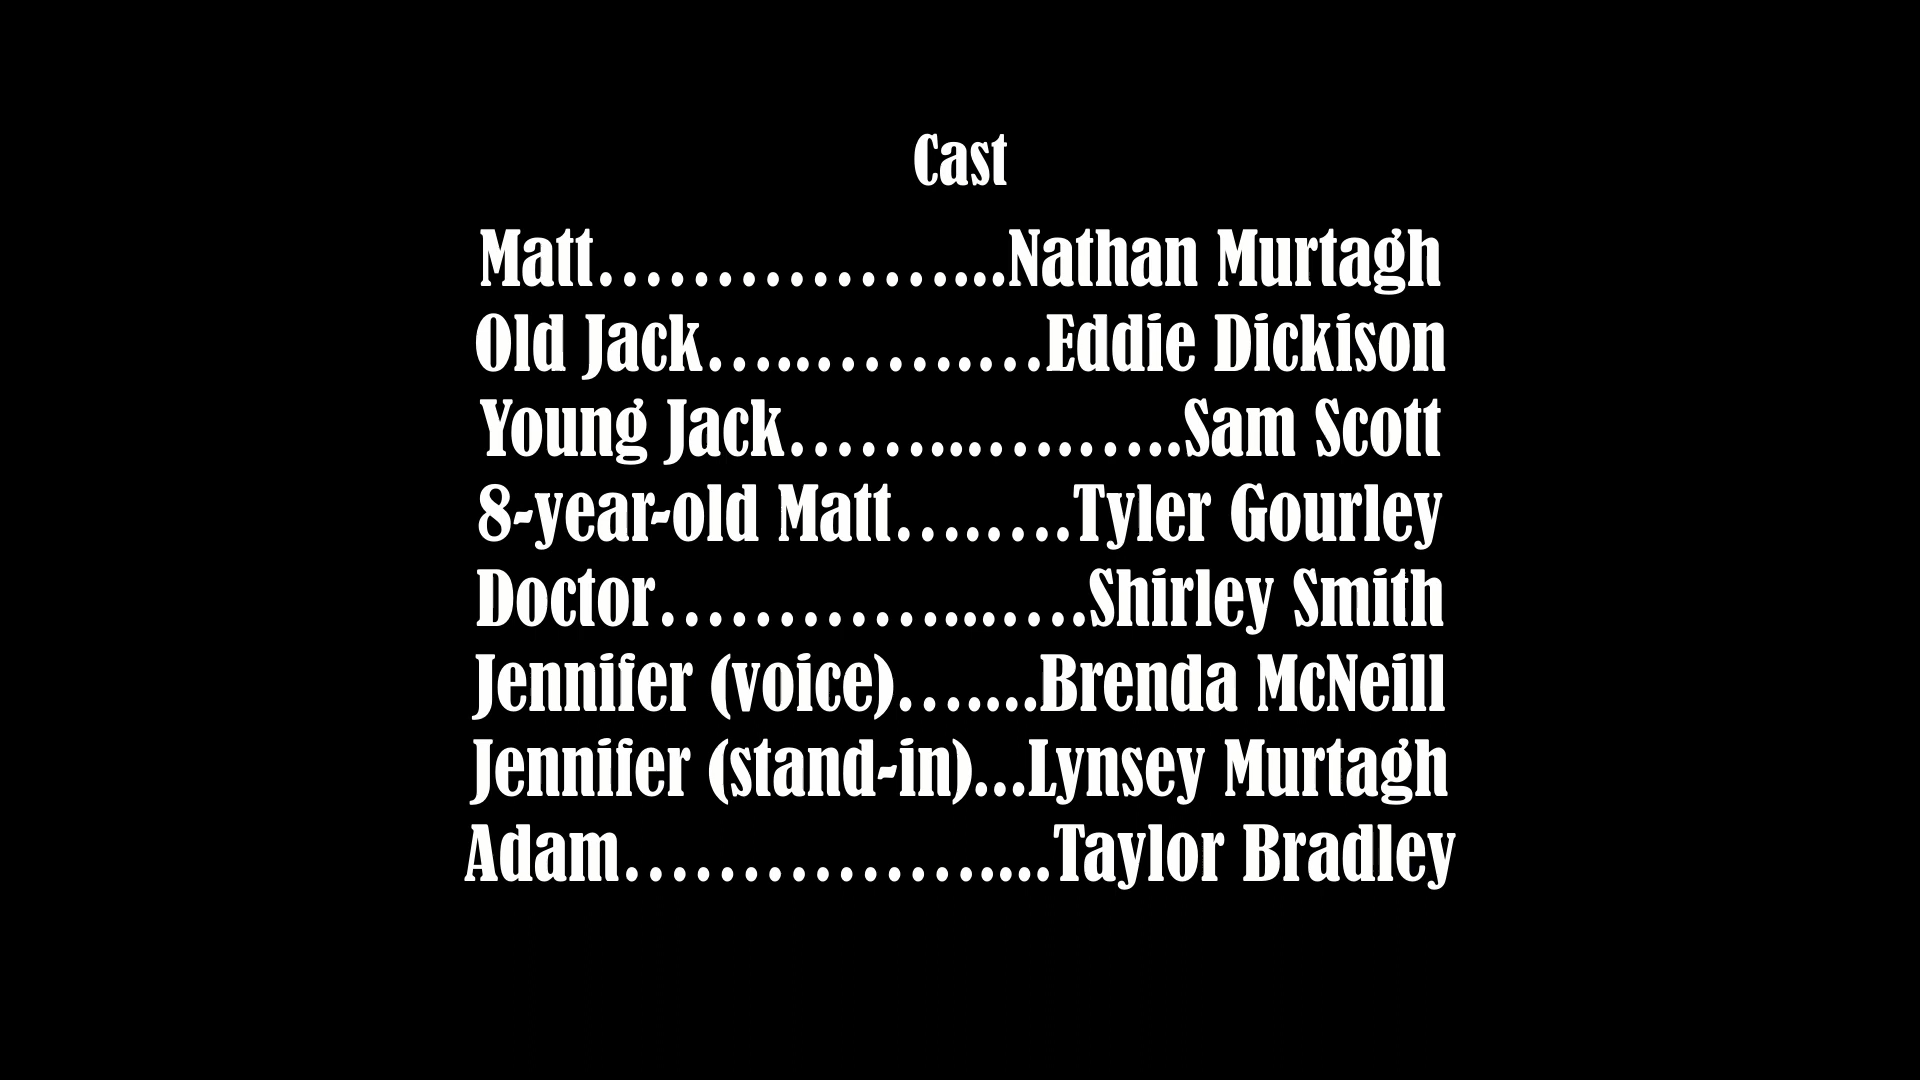 Cast
Matt………………...Nathan Murtagh
Old Jack…..……….…Eddie Dickison
Young Jack……...…….….Sam Scott
8-year-old Matt…..….Tyler Gourley
Doctor…………...….Shirley Smith
Jennifer (voice)…....Brenda McNeill
Jennifer (stand-in)...Lynsey Murtagh
Adam……………....Taylor Bradley